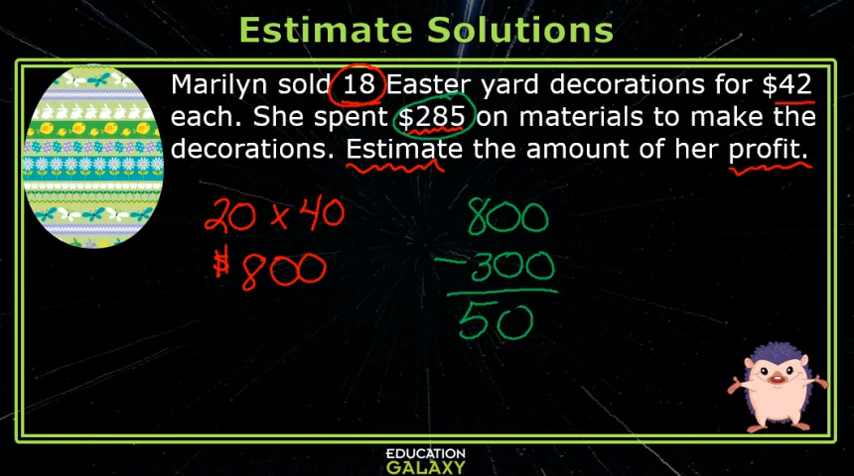 Estimate Solutions
Marilyn sold 18 Easter yard decorations for $42
each. She spent $285 on materials to make the
decorations. Estimate the amount of her profit.
20 x 40
$ 800
800
-300
50
EDUCATION
GALAXY